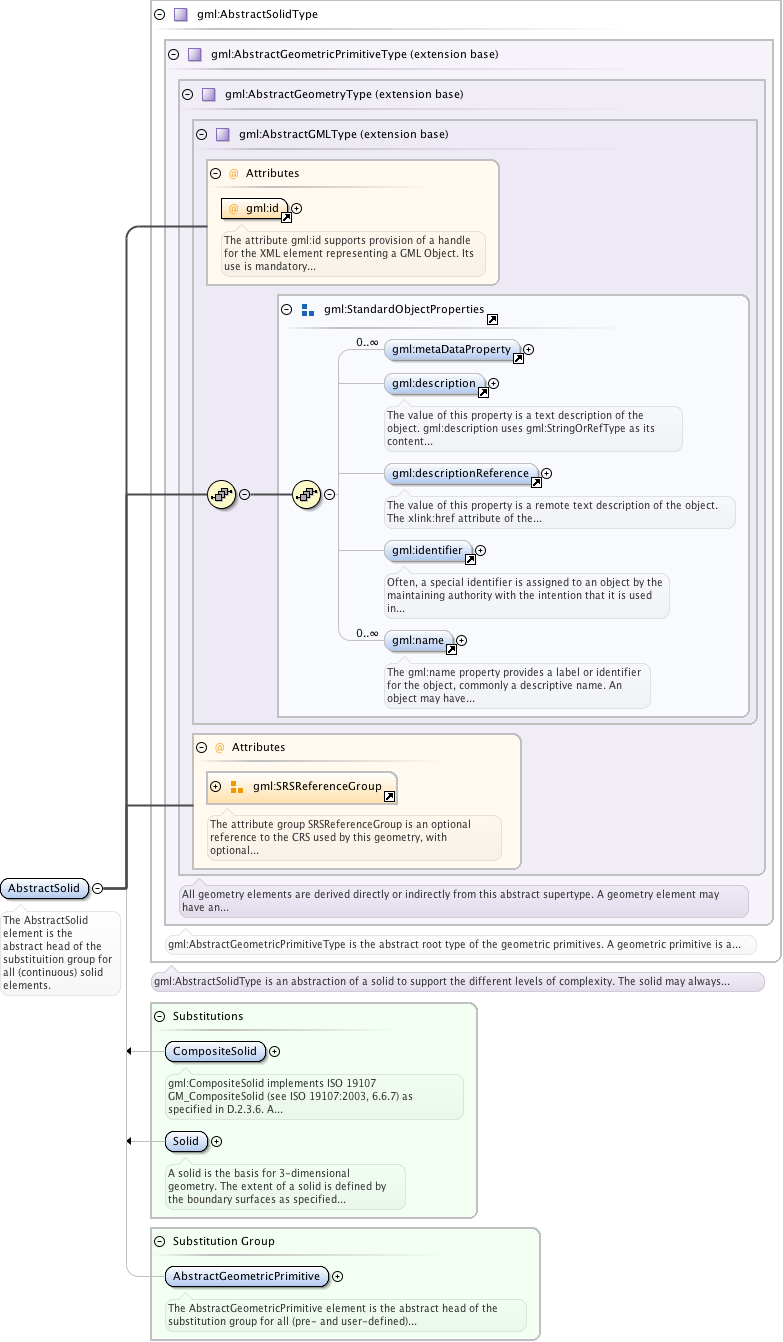 gml:AbstractSolidType
gml:AbstractGeometricPrimitiveType (extension base)
gml:AbstractGeometryType (extension base)
gml:AbstractGMLType (extension base)
@ Attributes
@ gml:id
The attribute gml:id supports provision of a handle
for the XML element representing a GML Object. Its
use is mandatory...
gml:StandardObjectProperties
0..∞
gml:metaDataProperty
gml:description
The value of this property is a text description of the
object. gml:description uses gml:StringOrRefType as its
content...
gml:descriptionReference
The value of this property is a remote text description of the object.
The xlink:href attribute of the...
gml:identifier
Often, a special identifier is assigned to an object by the
maintaining authority with the intention that it is used
in...
0..∞
gml:name
The gml:name property provides a label or identifier
for the object, commonly a descriptive name. An
object may have...
@ Attributes
gml:SRSReferenceGroup
The attribute group SRSReferenceGroup is an optional
reference to the CRS used by this geometry, with
optional...
AbstractSolid
The AbstractSolid
element is the
abstract head of the
substituition group for
all (continuous) solid
elements.
All geometry elements are derived directly or indirectly from this abstract supertype. A geometry element may
have an...
gml:AbstractGeometricPrimitiveType is the abstract root type of the geometric primitives. A geometric primitive is a...
gml:AbstractSolidType is an abstraction of a solid to support the different levels of complexity. The solid may always...
Substitutions
CompositeSolid
gml:CompositeSolid implements ISO 19107
GM_CompositeSolid (see ISO 19107:2003, 6.6.7) as
specified in D.2.3.6. A...
Solid
A solid is the basis for 3-dimensional
geometry. The extent of a solid is defined by
the boundary surfaces as specified...
Substitution Group
AbstractGeometricPrimitive
The AbstractGeometricPrimitive element is the abstract head of the
substitution group for all (pre- and user-defined)...